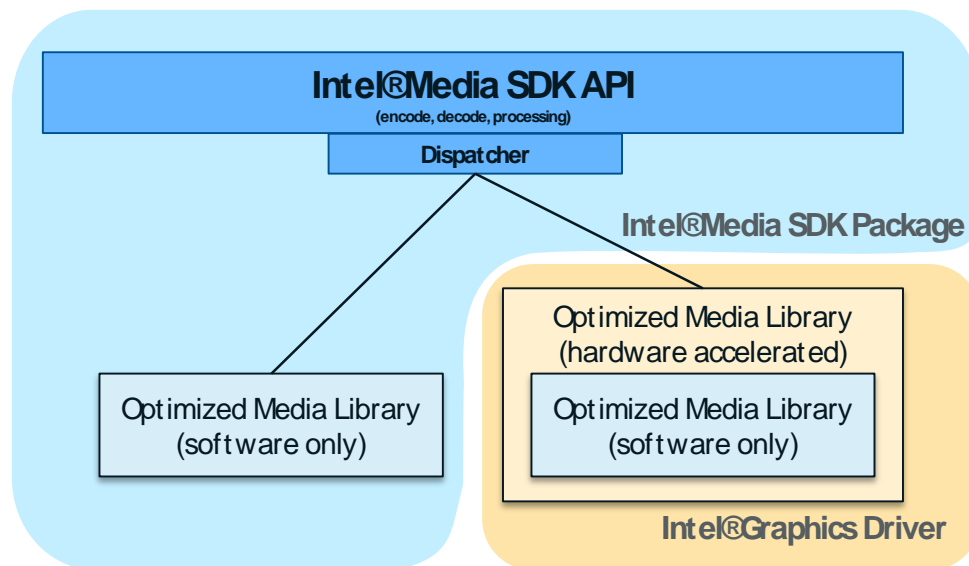 Intel®Media SDK API
(encode, decode, processing)
Dispatcher
Intel®Media SDK Package
Optimized Media Library
(hardware accelerated)
Optimized Media Library
(software only)
Optimized Media Library
(software only)
Intel®Graphics Driver